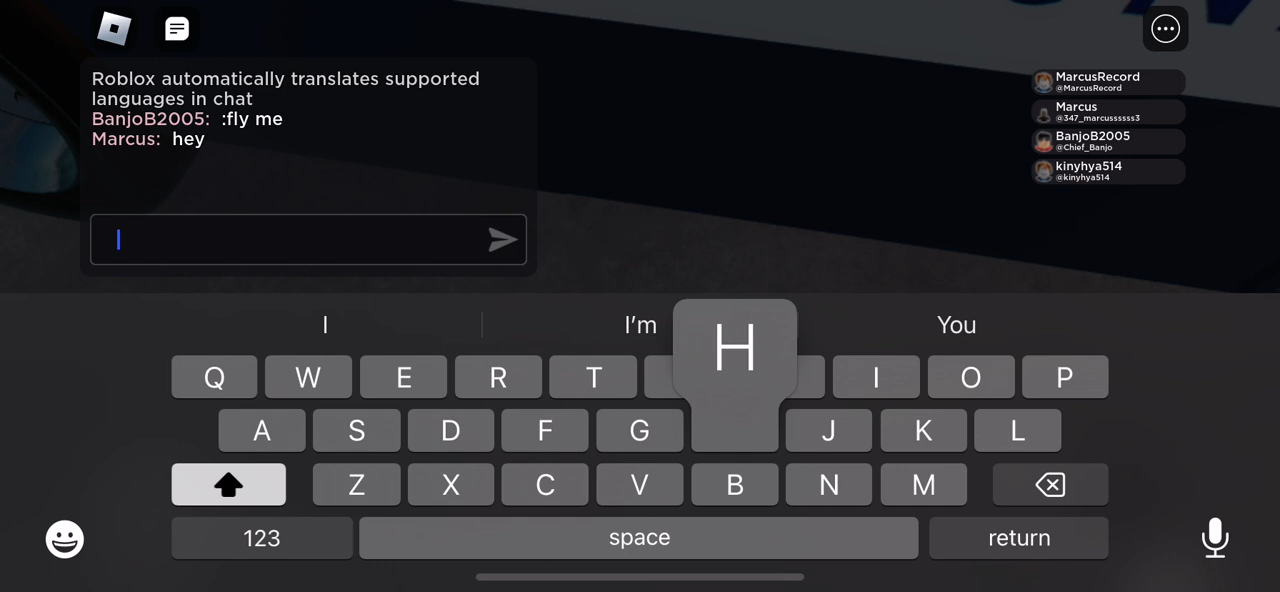 Roblox automatically translates supported
languages in chat
BanjoB2005: :fly me
Marcus: hey
MarcusRecord
@MarcusRecord
Marcus
@347_marcussssss3
BanjoB2005
@Chief_Banjo
kinyhya514
@kinyhya514
I I'm You
H
Q W E R T I O P
A S D F G J K L
Z X C V B N M
123 space return